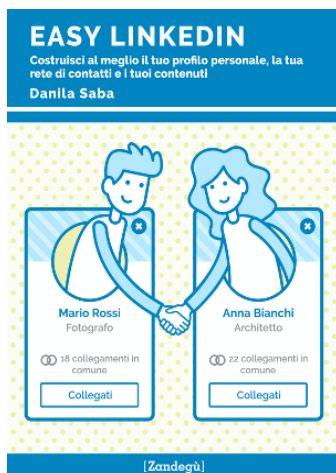 EASY LINKEDIN
Costruisci al meglio il tuo profilo personale, la tua
rete di contatti e i tuoi contenuti
Danila Saba
Mario Rossi
Fotografo
18 collegamenti in
comune
Collegati
Anna Bianchi
Architetto
22 collegamenti in
comune
Collegati
[Zandegù]